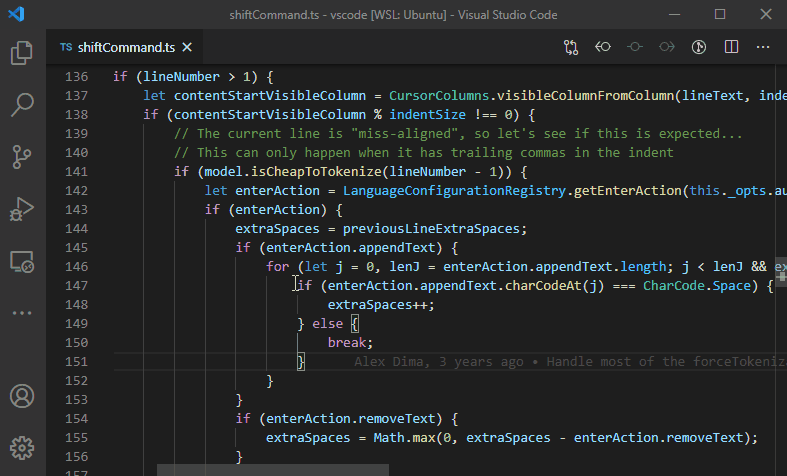 shiftCommand.ts - vscode [WSL: Ubuntu] - Visual Studio Code
TS shiftCommand.ts
136 if (lineNumber > 1) {
137 let contentStartVisibleColumn = CursorColumns.visibleColumnFromColumn(lineText, inde
138 if (contentStartVisibleColumn % indentSize !== 0) {
139 // The current line is "miss-aligned", so let's see if this is expected...
140 // This can only happen when it has trailing commas in the indent
141 if (model.isCheapToTokenize(lineNumber - 1)) {
142 let enterAction = LanguageConfigurationRegistry.getEnterAction(this._opts.au
143 if (enterAction) {
144 extraSpaces = previousLineExtraSpaces;
145 if (enterAction.appendText) {
146 for (let j = 0, lenJ = enterAction.appendText.length; j < lenJ && ex
147 if (enterAction.appendText.charCodeAt(j) === CharCode.Space) {
148 extraSpaces++;
149 } else {
150 break;
151 } Alex Dima, 3 years ago • Handle most of the forceTokeniza
152 }
153 }
154 if (enterAction.removeText) {
155 extraSpaces = Math.max(0, extraSpaces - enterAction.removeText);
156 }
157